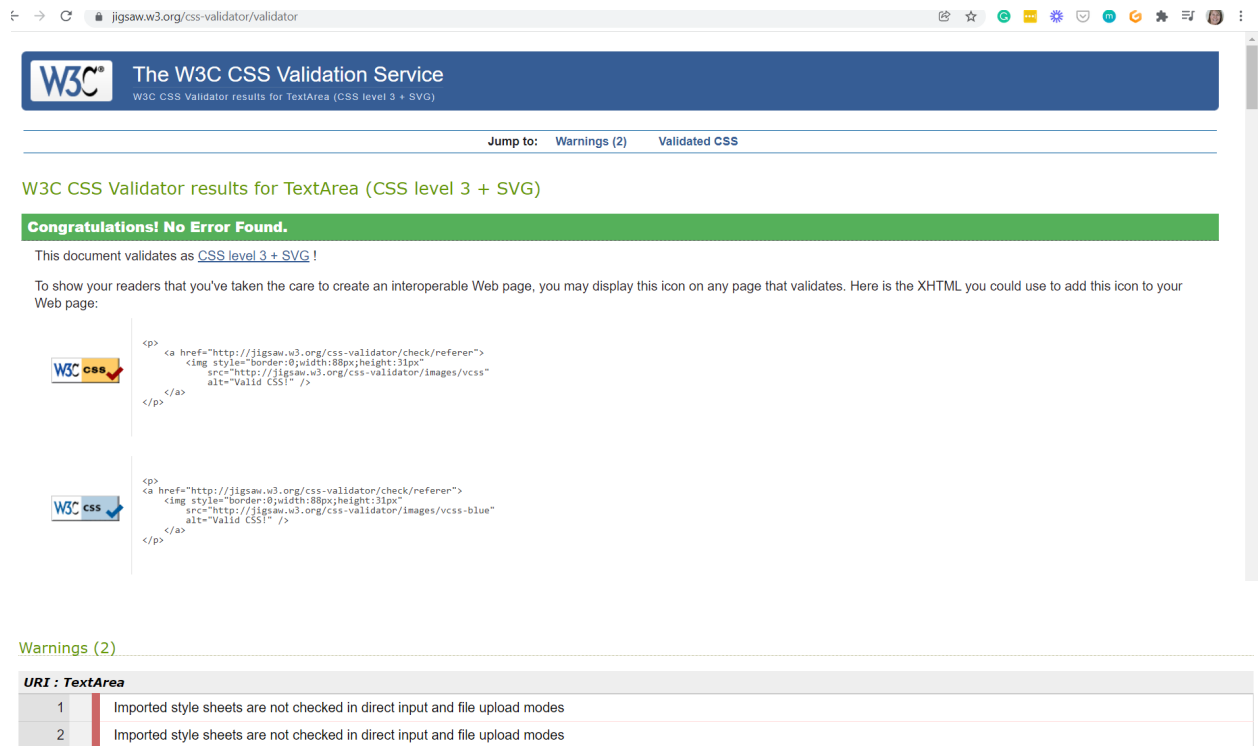 jigsaw.w3.org/css-validator/validator
W3C®
The W3C CSS Validation Service
W3C CSS Validator results for TextArea (CSS level 3 + SVG)
Jump to: Warnings (2) Validated CSS
W3C CSS Validator results for TextArea (CSS level 3 + SVG)
Congratulations! No Error Found.
This document validates as CSS level 3 + SVG !
To show your readers that you've taken the care to create an interoperable Web page, you may display this icon on any page that validates. Here is the XHTML you could use to add this icon to your
Web page:
W3C css
<p>
<a href="http://jigsaw.w3.org/css-validator/check/referer">
<img style="border:0;width:88px;height:31px"
src="http://jigsaw.w3.org/css-validator/images/vcss"
alt="Valid CSS!" />
</a>
</p>
W3C css
<p>
<a href="http://jigsaw.w3.org/css-validator/check/referer">
<img style="border:0;width:88px;height:31px"
src="http://jigsaw.w3.org/css-validator/images/vcss-blue"
alt="Valid CSS!" />
</a>
</p>
Warnings (2)
URI : TextArea
1 Imported style sheets are not checked in direct input and file upload modes
2 Imported style sheets are not checked in direct input and file upload modes